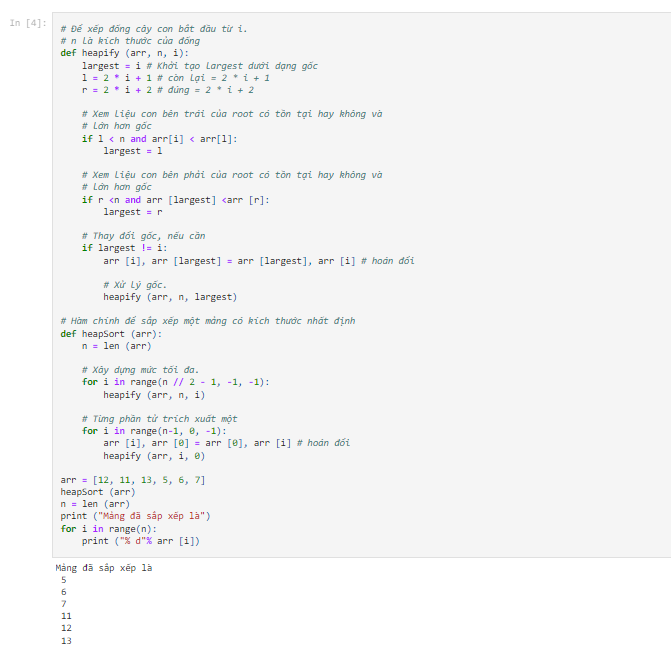 In [4]:
# Để xếp đống cây con bắt đầu từ i.
# n là kích thước của đống
def heapify (arr, n, i):
    largest = i # Khởi tạo largest dưới dạng gốc
    l = 2 * i + 1 # còn lại = 2 * i + 1
    r = 2 * i + 2 # đúng = 2 * i + 2

    # Xem liệu con bên trái của root có tồn tại hay không và
    # lớn hơn gốc
    if l < n and arr[i] < arr[l]:
        largest = l

    # Xem liệu con bên phải của root có tồn tại hay không và
    # lớn hơn gốc
    if r <n and arr [largest] <arr [r]:
        largest = r

    # Thay đổi gốc, nếu cần
    if largest != i:
        arr [i], arr [largest] = arr [largest], arr [i] # hoán đổi

        # Xử lý gốc.
        heapify (arr, n, largest)

# Hàm chính để sắp xếp một mảng có kích thước nhất định
def heapSort (arr):
    n = len (arr)

    # Xây dựng mức tối đa.
    for i in range(n // 2 - 1, -1, -1):
        heapify (arr, n, i)

    # Từng phần tử trích xuất một
    for i in range(n-1, 0, -1):
        arr [i], arr [0] = arr [0], arr [i] # hoán đổi
        heapify (arr, i, 0)

arr = [12, 11, 13, 5, 6, 7]
heapSort (arr)
n = len (arr)
print ("Mảng đã sắp xếp là")
for i in range(n):
    print ("% d"% arr [i])
Mảng đã sắp xếp là
5
6
7
11
12
13